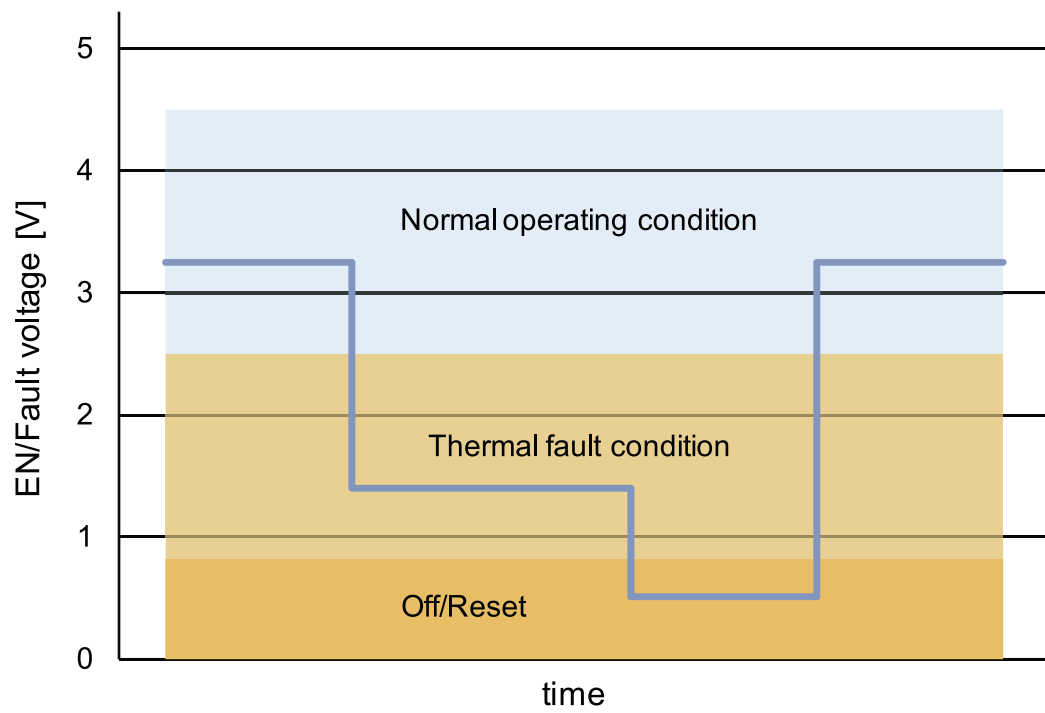 5
4
3
2
1
0
EN/Fault voltage [V]
Normal operating condition
Thermal fault condition
Off/Reset
time